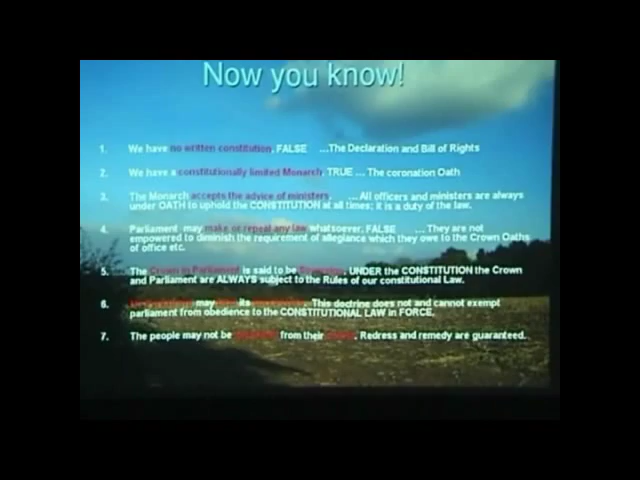 Now you know!
1. We have no written constitution, FALSE ...The Declaration and Bill of Rights
2. We have a constitutionally limited Monarch, TRUE ... The coronation Oath
3. The Monarch accepts the advice of ministers, ... All officers and ministers are always
under OATH to uphold the CONSTITUTION at all times; it is a duty of the law.
4. Parliament may make or repeal any law whatsoever, FALSE ... They are not
empowered to diminish the requirement of allegiance which they owe to the Crown Oaths
of office etc.
5. The Crown in Parliament is said to be UNDER the CONSTITUTION the Crown
and Parliament are ALWAYS subject to the Rules of our constitutional Law.
6. may its This doctrine does not and cannot exempt
parliament from obedience to the CONSTITUTIONAL LAW in FORCE.
7. The people may not be from their Redress and remedy are guaranteed.